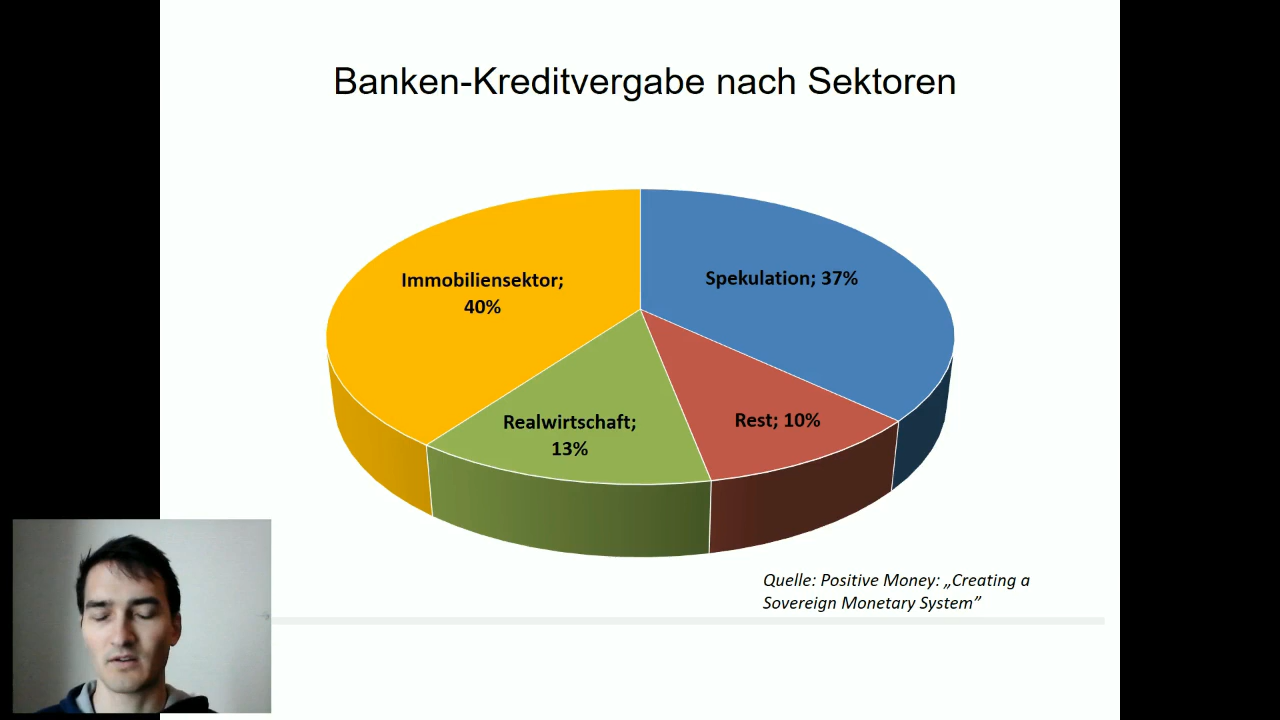 Banken-Kreditvergabe nach Sektoren
Immobiliensektor;
40%
Spekulation; 37%
Realwirtschaft;
13%
Rest; 10%
Quelle: Positive Money: „Creating a
Sovereign Monetary System”